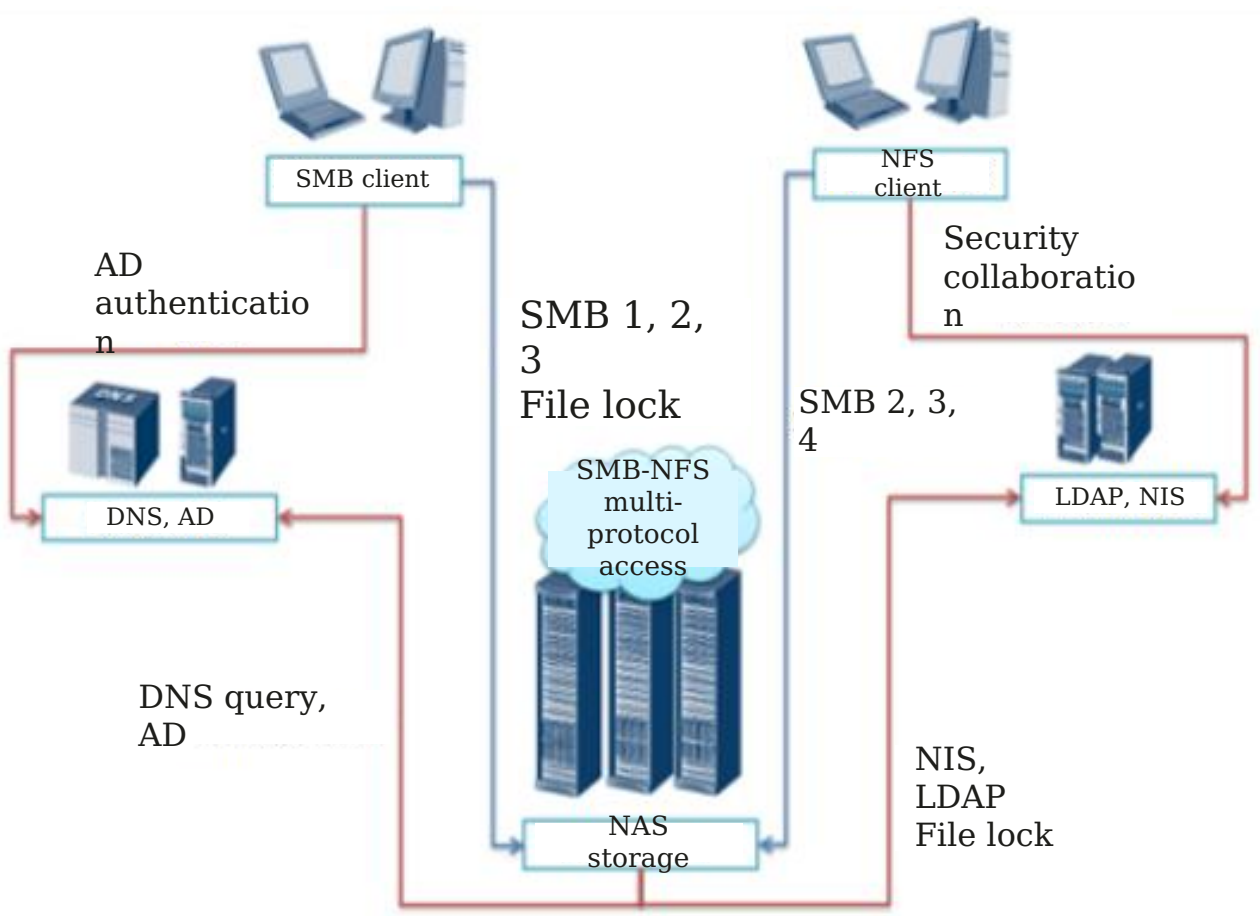 SMB client
NFS
client
AD
authenticatio
n
Security
collaboratio
n
SMB 1, 2,
3
File lock
SMB 2, 3,
4
DNS
DNS, AD
LDAP, NIS
SMB-NFS
multi-
protocol
access
DNS query,
AD
NIS,
LDAP
File lock
NAS
storage